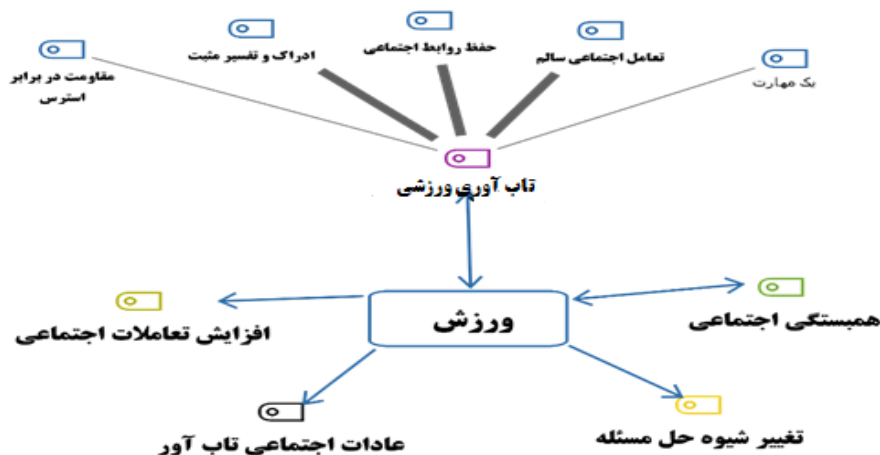 حفظ روابط اجتماعی
تعامل اجتماعی سالم
ادراک و تفسیر مثبت
مقاومت در برابر
استرس
یک مهارت
تاب آوری ورزشی
همبستگی اجتماعی
ورزش
افزایش تعاملات اجتماعی
تغییر شیوه حل مسئله
عادات اجتماعی تاب آور